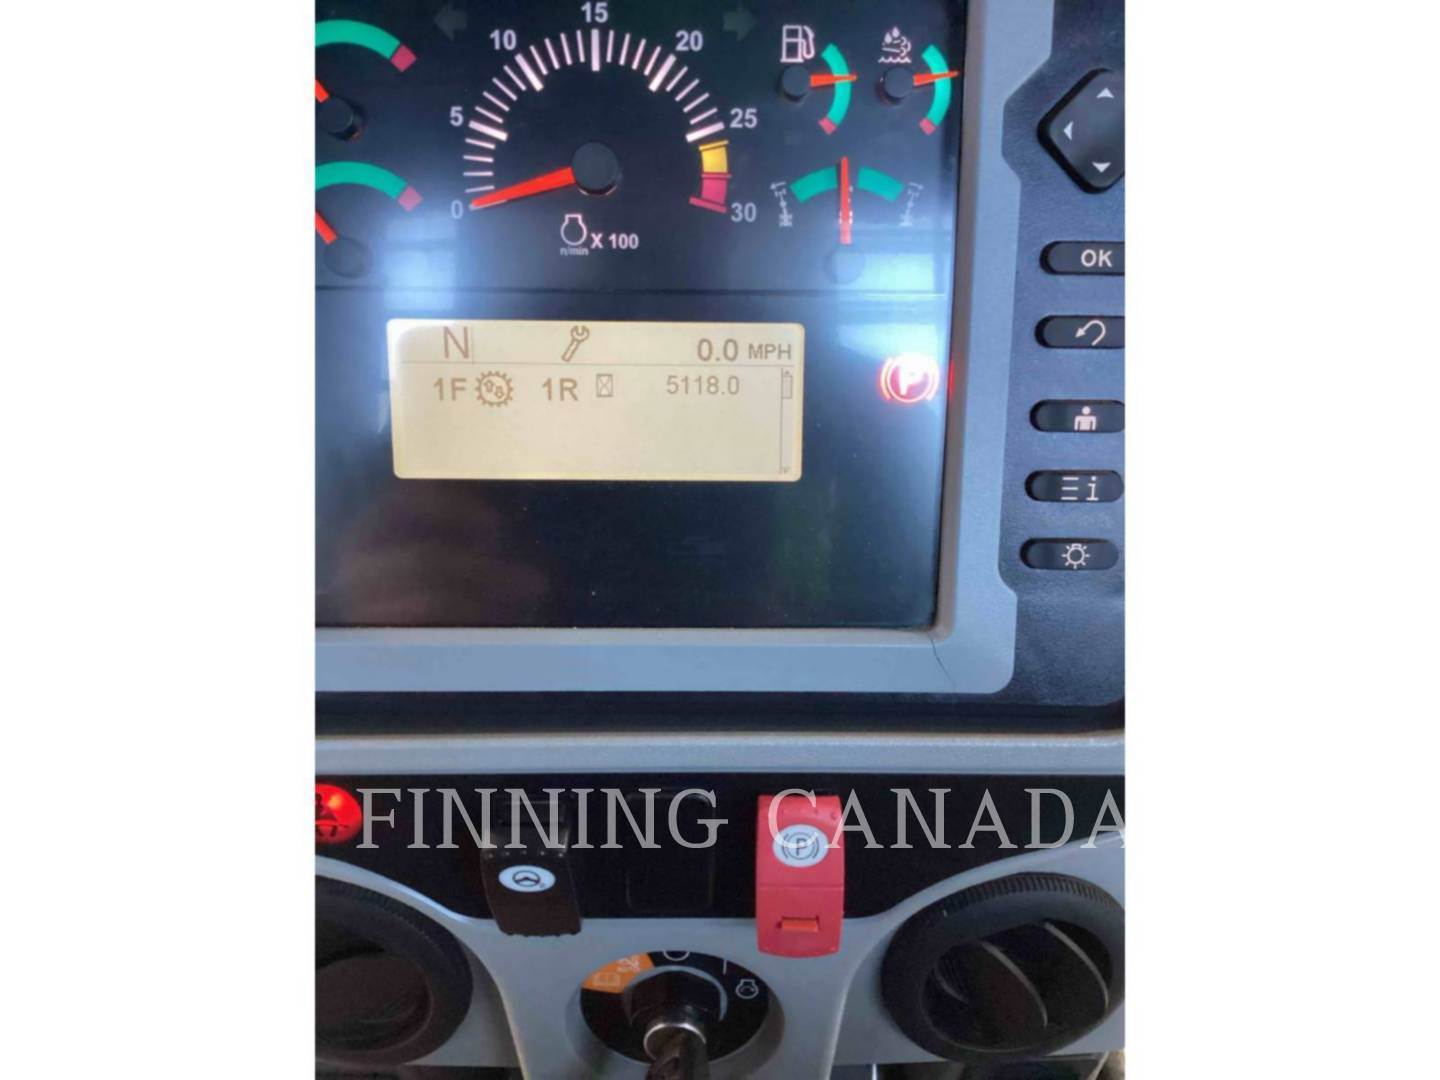 15
10
20
5
25
0
30
X 100
n/min
OK
N
0.0 MPH
1F
1R
5118.0
P
i
FINNING CANADA
P